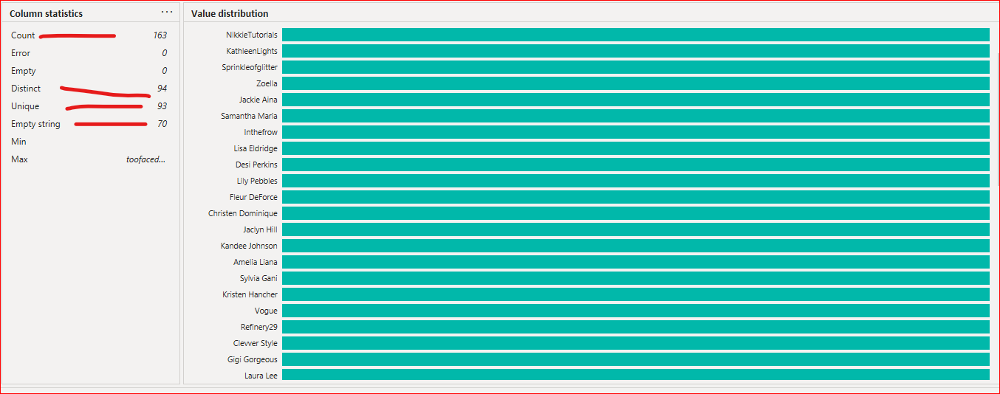 Column statistics ...
Count 163
Error 0
Empty 0
Distinct 94
Unique 93
Empty string 70
Min
Max toofaced...
Value distribution
NikkieTutorials
KathleenLights
Sprinkleofglitter
Zoella
Jackie Aina
Samantha Maria
Inthefrow
Lisa Eldridge
Desi Perkins
Lily Pebbles
Fleur DeForce
Christen Dominique
Jaclyn Hill
Kandee Johnson
Amelia Liana
Sylvia Gani
Kristen Hancher
Vogue
Refinery29
Clevver Style
Gigi Gorgeous
Laura Lee